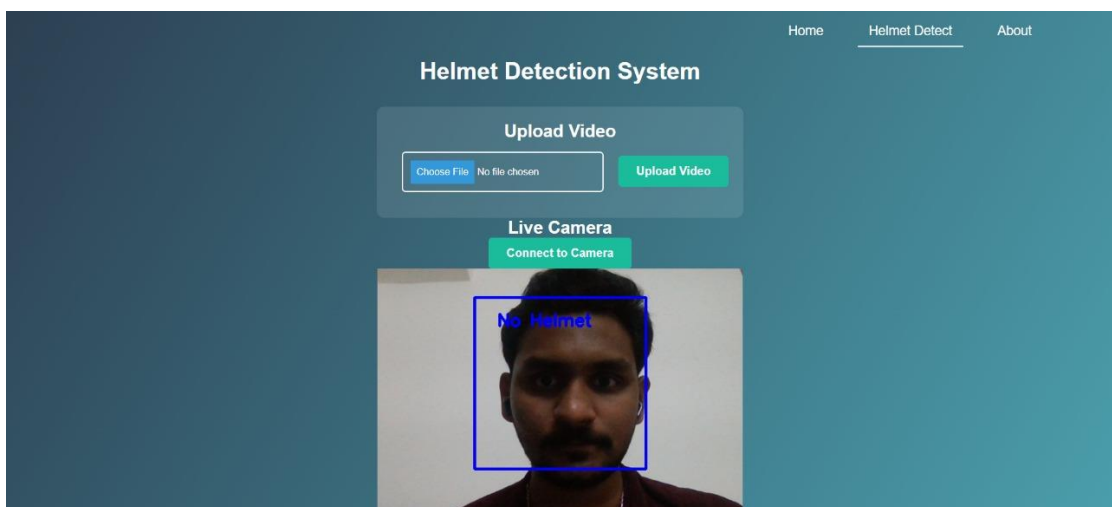 Home Helmet Detect About
Helmet Detection System
Upload Video
Choose File No file chosen Upload Video
Live Camera
Connect to Camera
No Helmet